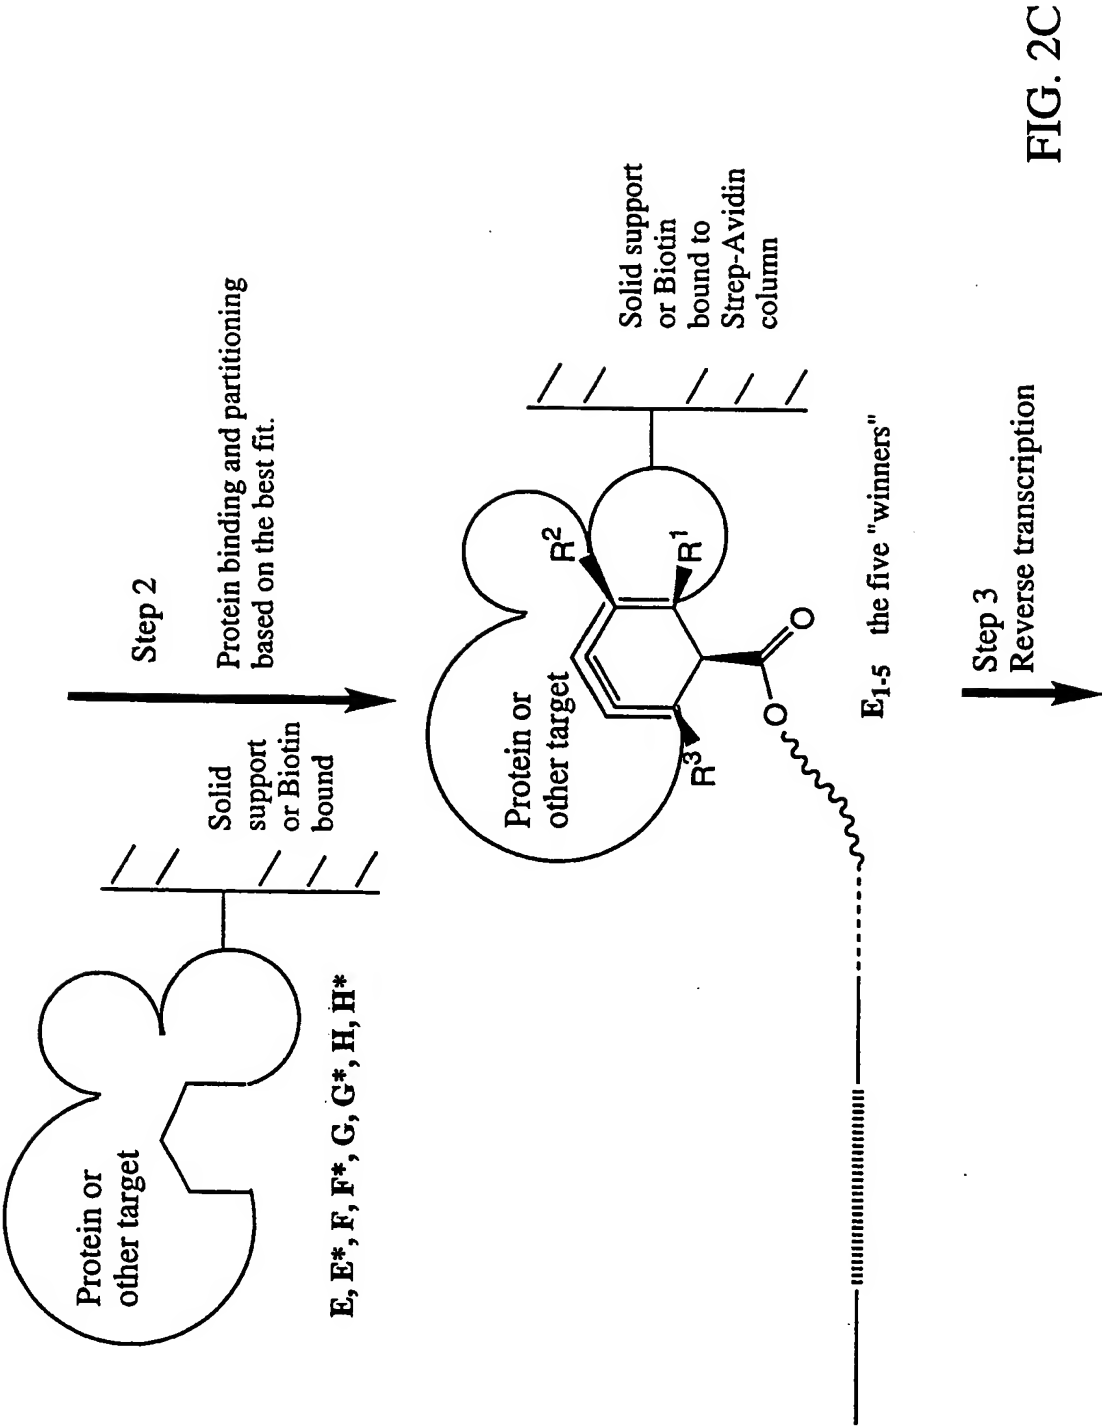 Protein or
other target
Solid
support
or Biotin
bound
E, E*, F, F*, G, G*, H, H*
Step 2
Protein binding and partitioning
based on the best fit.
Protein or
other target
R2
R1
R3
O
O
Solid support
or Biotin
bound to
Strep-Avidin
column
E1-5 the five "winners"
Step 3
Reverse transcription
FIG. 2C